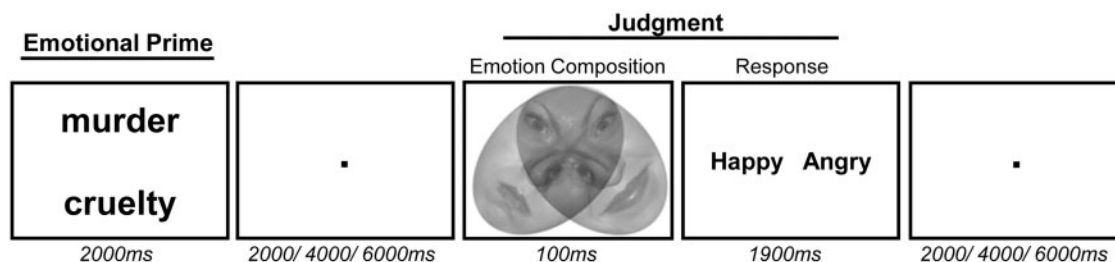 Emotional Prime
Judgment
Emotion Composition
Response
murder
cruelty
Happy Angry
2000ms
2000/ 4000/ 6000ms
100ms
1900ms
2000/ 4000/ 6000ms